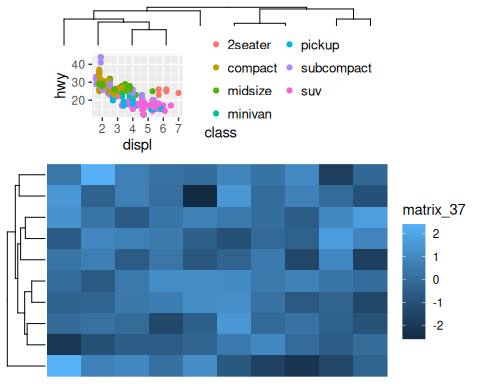 2seater pickup
compact subcompact
midsize suv
minivan
class
hwy
40
30
20
2 3 4 5 6 7
displ
matrix_37
2
1
0
-1
-2